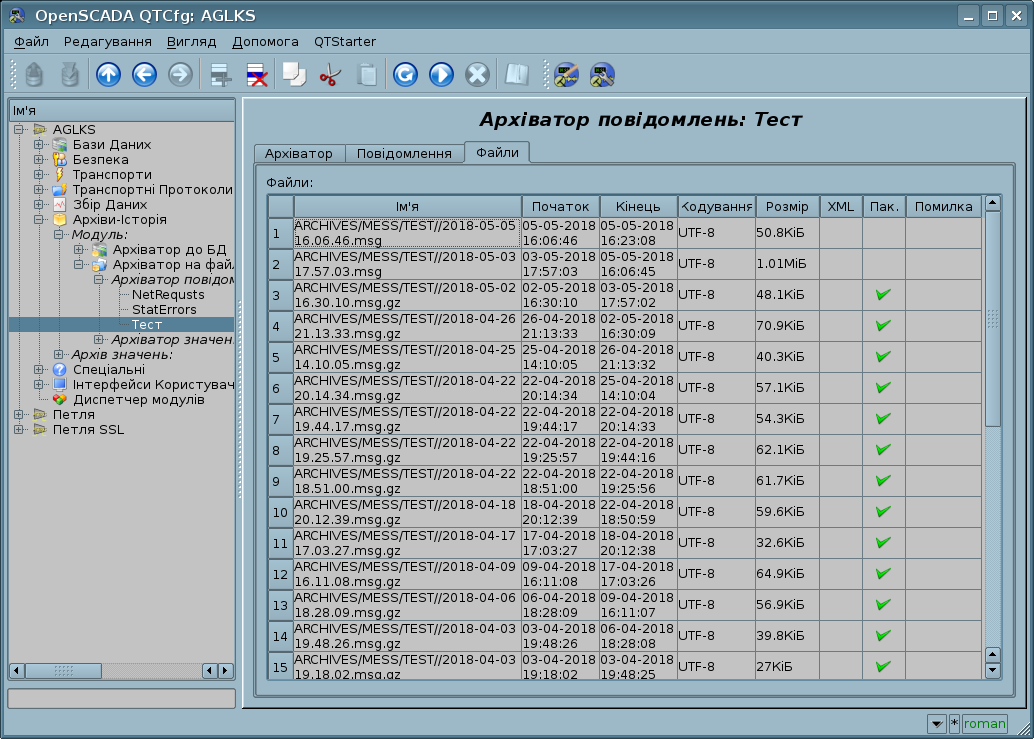 OpenSCADA QTCfg: AGLKS
Файл Редагування Вигляд Допомога QTStarter
Ім'я
AGLKS
Бази Даних
Безпека
Транспорти
Транспортні Протоколи
Збір Даних
Архіви-Історія
Модуль:
Архіватор до БД
Архіватор на фай
Архіватор повідом
NetRequsts
StatErrors
Тест
Архіватор значен
Архів значень:
Спеціальні
Інтерфейси Користувач
Диспетчер модулів
Петля
Петля SSL
Архіватор повідомлень: Тест
Архіватор Повідомлення Файли
Файли:
Ім'я Початок Кінець Кодування Розмір XML Пак. Помилка
1 ARCHIVES/MESS/TEST//2018-05-05 05-05-2018 05-05-2018 UTF-8 50.8КіБ
16.06.46.msg 16:06:46 16:23:08
2 ARCHIVES/MESS/TEST//2018-05-03 03-05-2018 05-05-2018 UTF-8 1.01МіБ
17.57.03.msg 17:57:03 16:06:45
3 ARCHIVES/MESS/TEST//2018-05-02 02-05-2018 03-05-2018 UTF-8 48.1КіБ
16.30.10.msg.gz 16:30:10 17:57:02
4 ARCHIVES/MESS/TEST//2018-04-26 26-04-2018 02-05-2018 UTF-8 70.9КіБ
21.13.33.msg.gz 21:13:33 16:30:09
5 ARCHIVES/MESS/TEST//2018-04-25 25-04-2018 26-04-2018 UTF-8 40.3КіБ
14.10.05.msg.gz 14:10:05 21:13:32
6 ARCHIVES/MESS/TEST//2018-04-22 22-04-2018 25-04-2018 UTF-8 57.1КіБ
20.14.34.msg.gz 20:14:34 14:10:04
7 ARCHIVES/MESS/TEST//2018-04-22 22-04-2018 22-04-2018 UTF-8 54.3КіБ
19.44.17.msg.gz 19:44:17 20:14:33
8 ARCHIVES/MESS/TEST//2018-04-22 22-04-2018 22-04-2018 UTF-8 62.1КіБ
19.25.57.msg.gz 19:25:57 19:44:16
9 ARCHIVES/MESS/TEST//2018-04-22 22-04-2018 22-04-2018 UTF-8 61.7КіБ
18.51.00.msg.gz 18:51:00 19:25:56
10 ARCHIVES/MESS/TEST//2018-04-18 18-04-2018 22-04-2018 UTF-8 59.6КіБ
20.12.39.msg.gz 20:12:39 18:50:59
11 ARCHIVES/MESS/TEST//2018-04-17 17-04-2018 18-04-2018 UTF-8 32.6КіБ
17.03.27.msg.gz 17:03:27 20:12:38
12 ARCHIVES/MESS/TEST//2018-04-09 09-04-2018 17-04-2018 UTF-8 64.9КіБ
16.11.08.msg.gz 16:11:08 17:03:26
13 ARCHIVES/MESS/TEST//2018-04-06 06-04-2018 09-04-2018 UTF-8 56.9КіБ
18.28.09.msg.gz 18:28:09 16:11:07
14 ARCHIVES/MESS/TEST//2018-04-03 03-04-2018 06-04-2018 UTF-8 39.8КіБ
19.48.26.msg.gz 19:48:26 18:28:08
15 ARCHIVES/MESS/TEST//2018-04-03 03-04-2018 03-04-2018 UTF-8 27КіБ
19.18.02.msg.gz 19:18:02 19:48:25
* roman